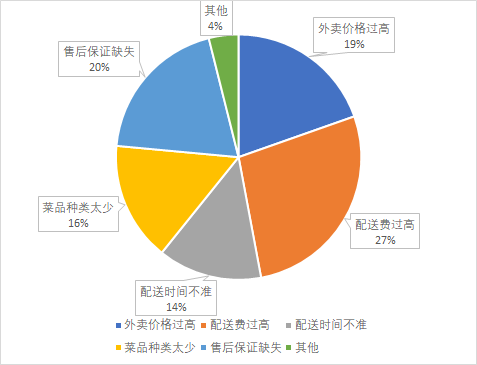 其他
4%
外卖价格过高
19%
售后保证缺失
20%
菜品种类太少
16%
配送费过高
27%
配送时间不准
14%
外卖价格过高 配送费过高 配送时间不准
菜品种类太少 售后保证缺失 其他